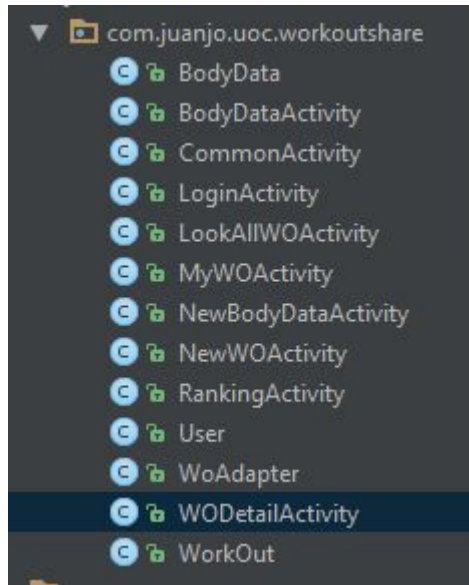 com.juanjo.uoc.workoutshare
C BodyData
C BodyDataActivity
C CommonActivity
C LoginActivity
C LookAllWOActivity
C MyWOActivity
C NewBodyDataActivity
C NewWOActivity
C RankingActivity
C User
C WoAdapter
C WODetailActivity
C WorkOut